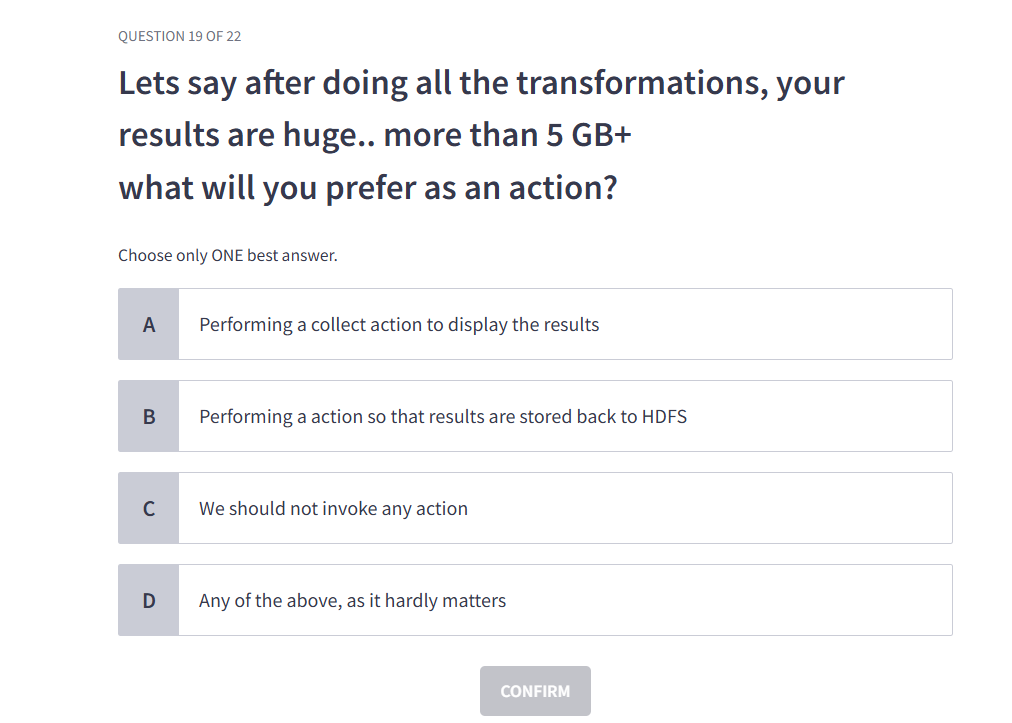 QUESTION 19 OF 22
Lets say after doing all the transformations, your
results are huge.. more than 5 GB+
what will you prefer as an action?
Choose only ONE best answer.
A Performing a collect action to display the results
B Performing a action so that results are stored back to HDFS
C We should not invoke any action
D Any of the above, as it hardly matters
CONFIRM